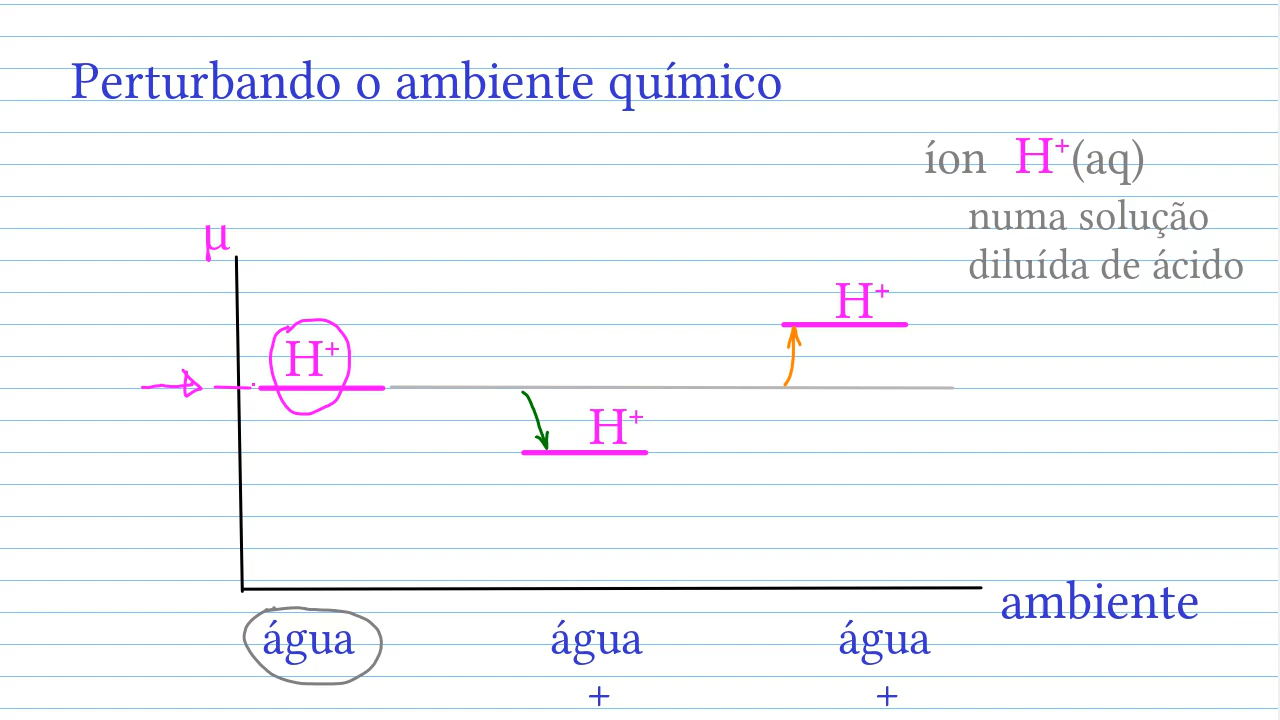 Perturbando o ambiente químico
íon H⁺(aq)
numa solução
diluída de ácido
μ
H⁺
H⁺
H⁺
ambiente
água água água
+ +